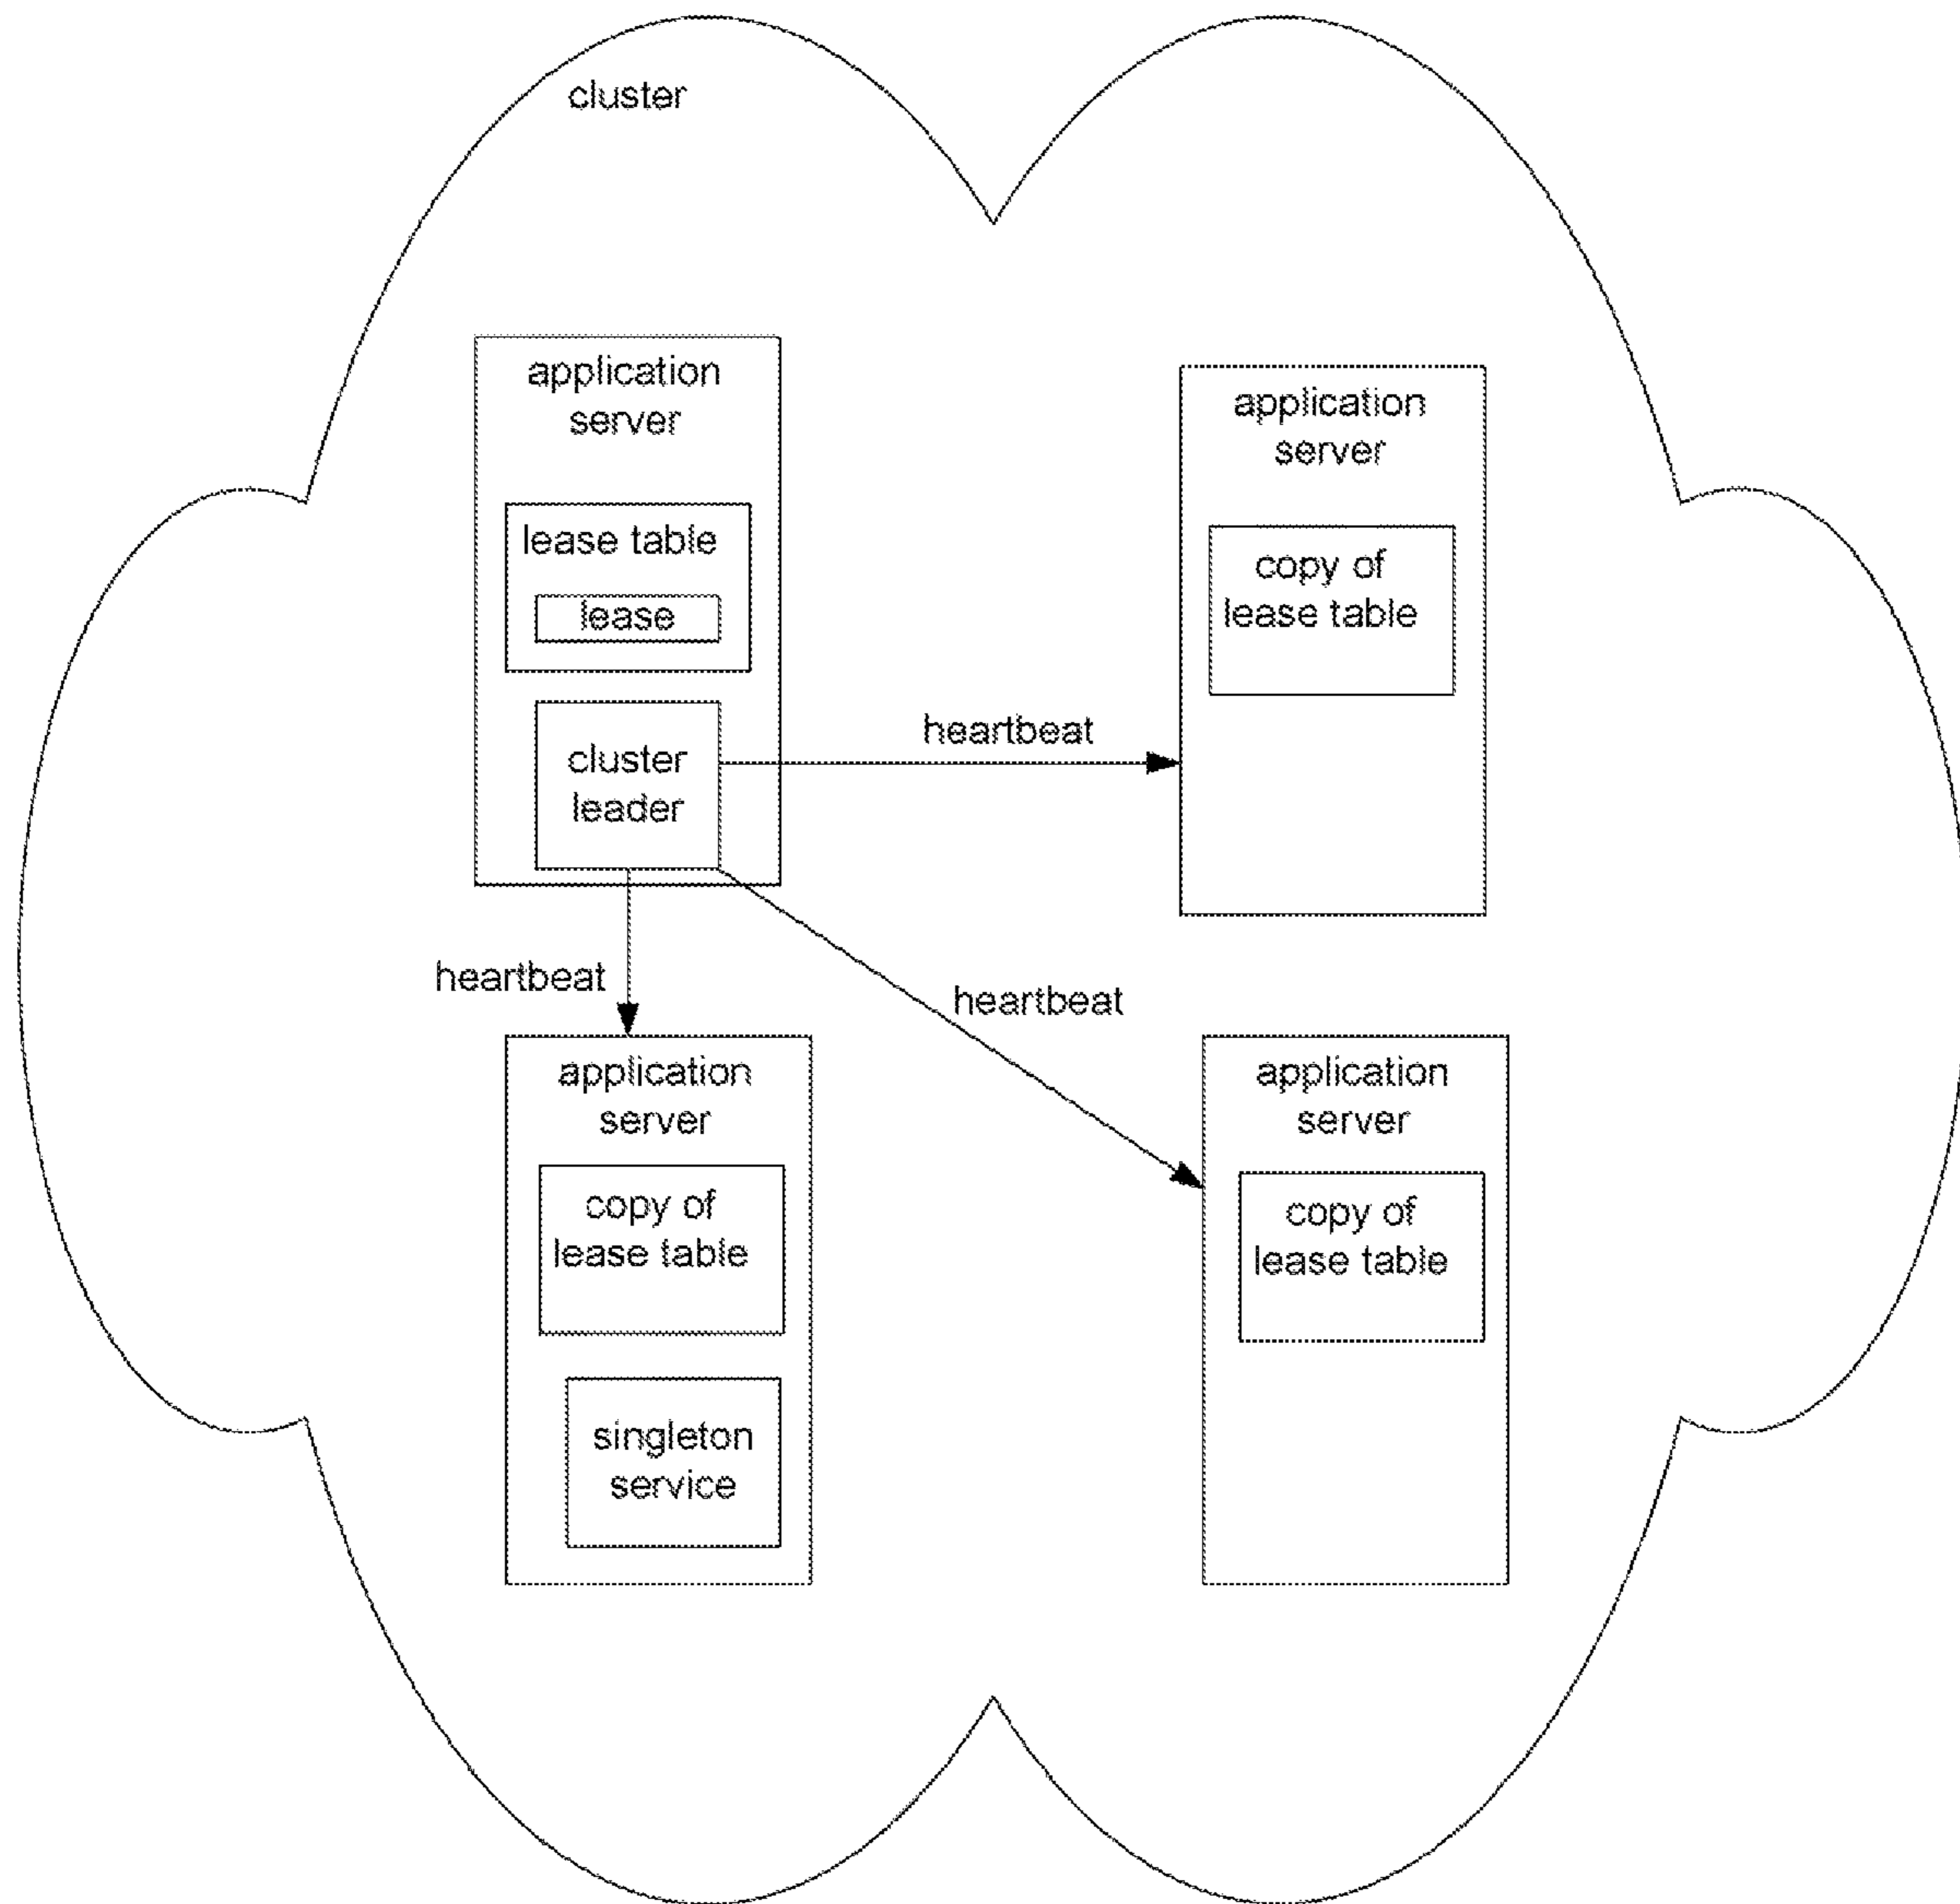 cluster
application
server
lease table
lease
cluster
leader
application
server
copy of
lease table
heartbeat
heartbeat
heartbeat
application
server
copy of
lease table
singleton
service
application
server
copy of
lease table